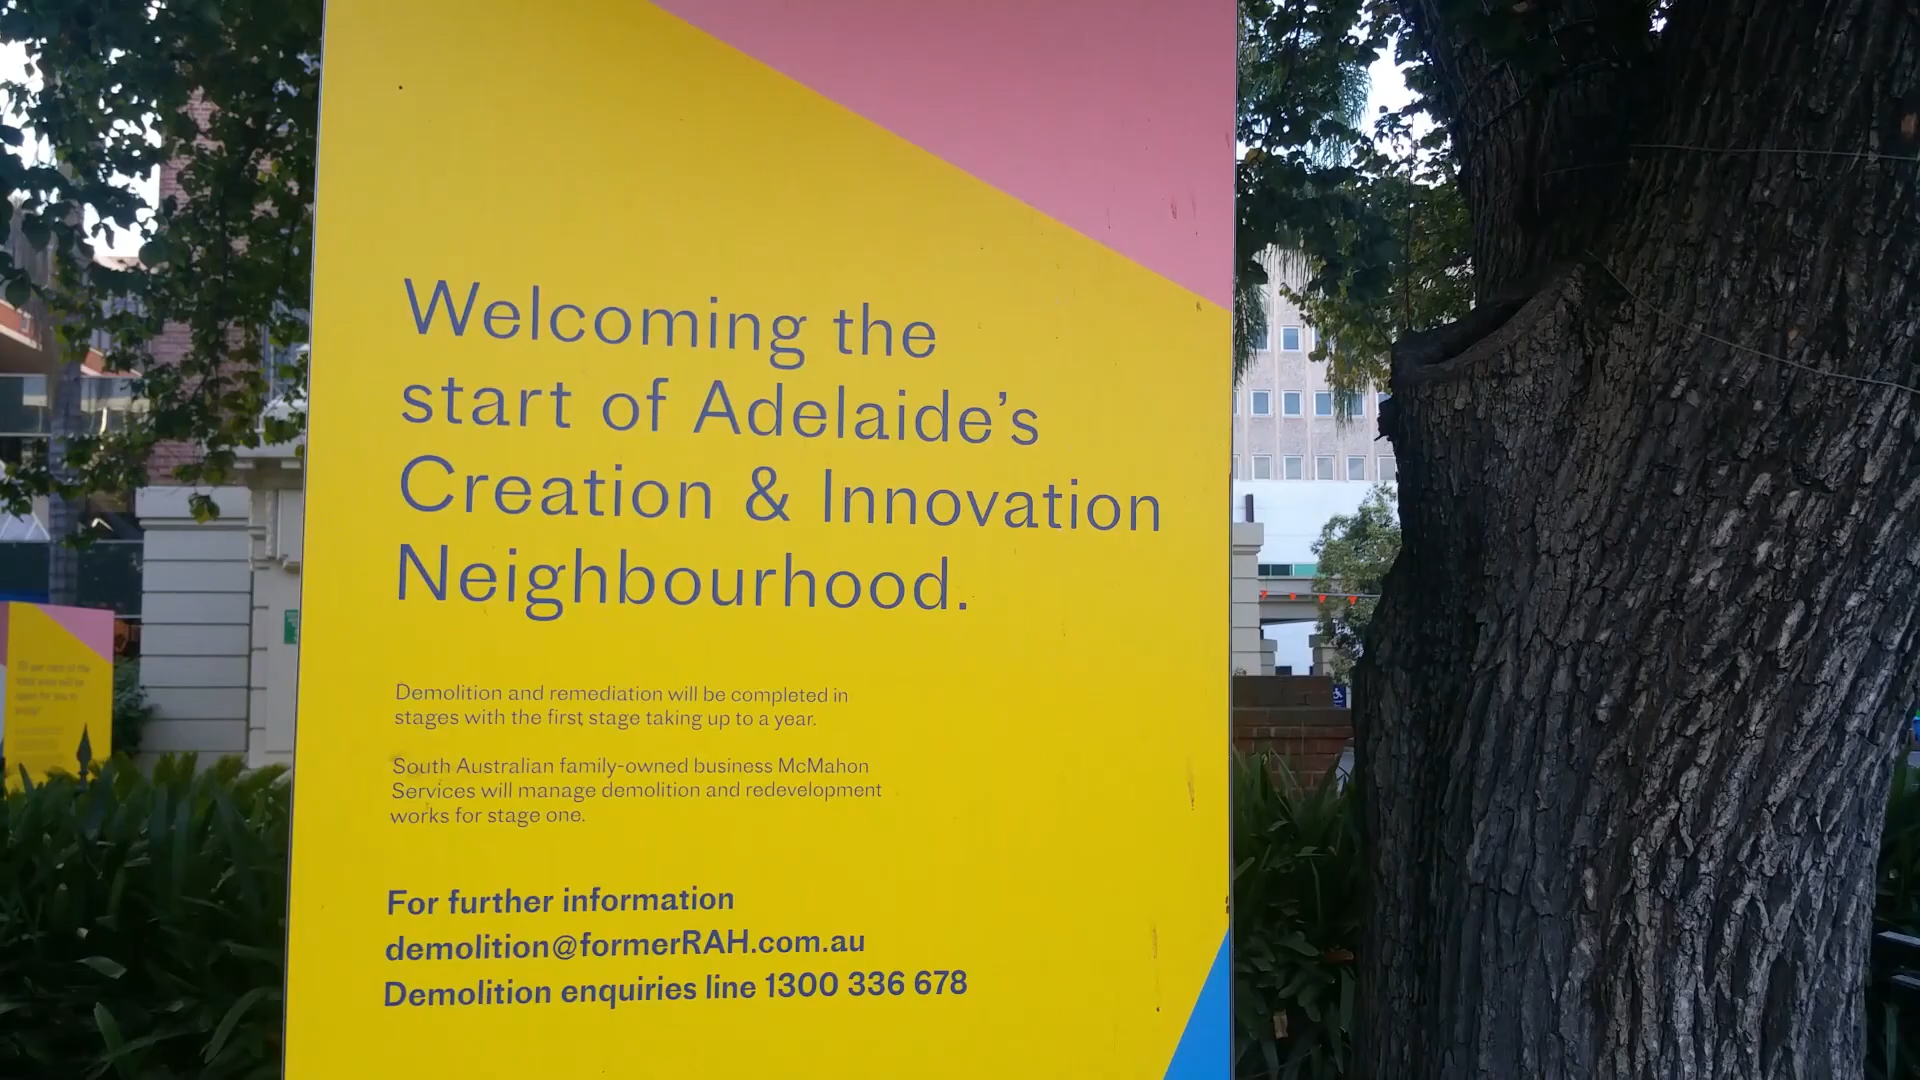 Welcoming the
start of Adelaide's
Creation & Innovation
Neighbourhood.
Demolition and remediation will be completed in
stages with the first stage taking up to a year.
South Australian family-owned business McMahon
Services will manage demolition and redevelopment
works for stage one.
For further information
demolition@formerRAH.com.au
Demolition enquiries line 1300 336 678